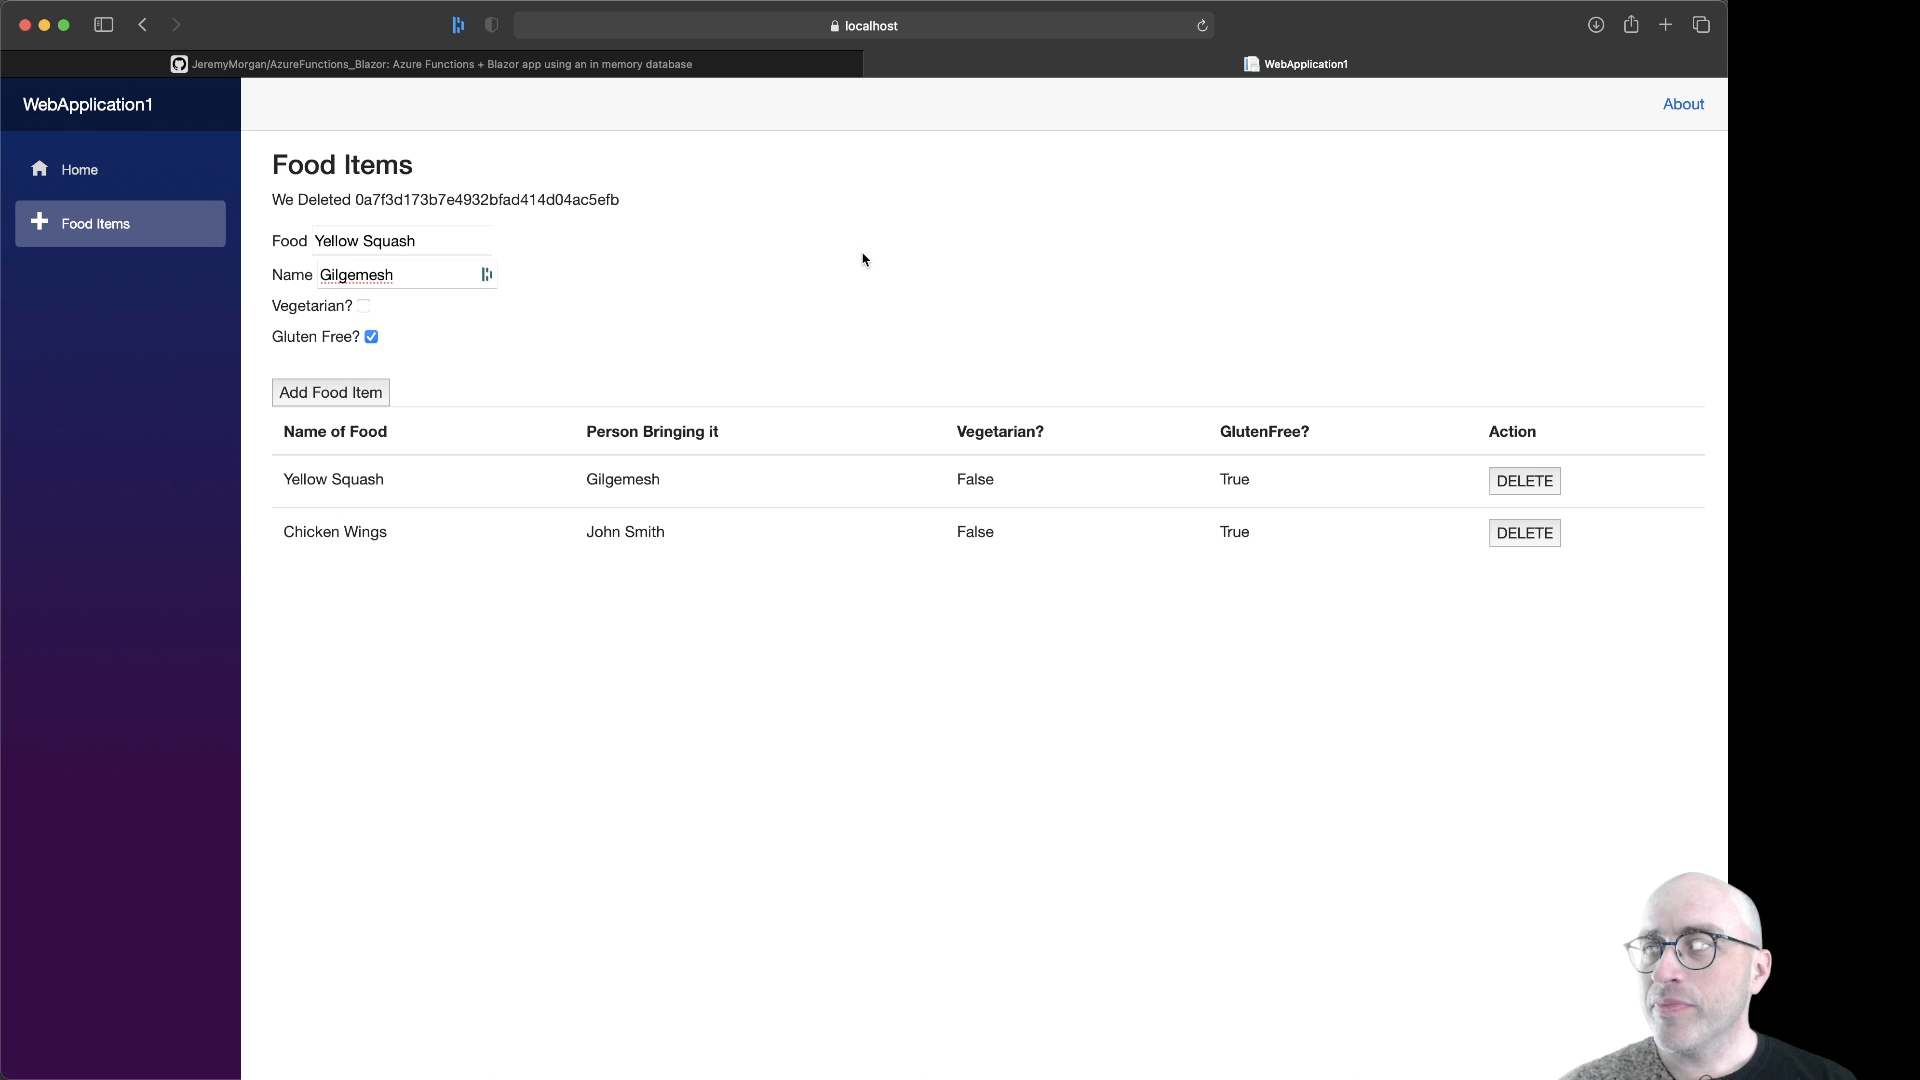 localhost
JeremyMorgan/AzureFunctions_Blazor: Azure Functions + Blazor app using an in memory database
WebApplication1
WebApplication1
About
Home
Food Items
Food Items
We Deleted 0a7f3d173b7e4932bfad414d04ac5efb
Food Yellow Squash
Name Gilgemesh
Vegetarian?
Gluten Free?
Add Food Item
Name of Food Person Bringing it Vegetarian? GlutenFree? Action
Yellow Squash Gilgemesh False True DELETE
Chicken Wings John Smith False True DELETE